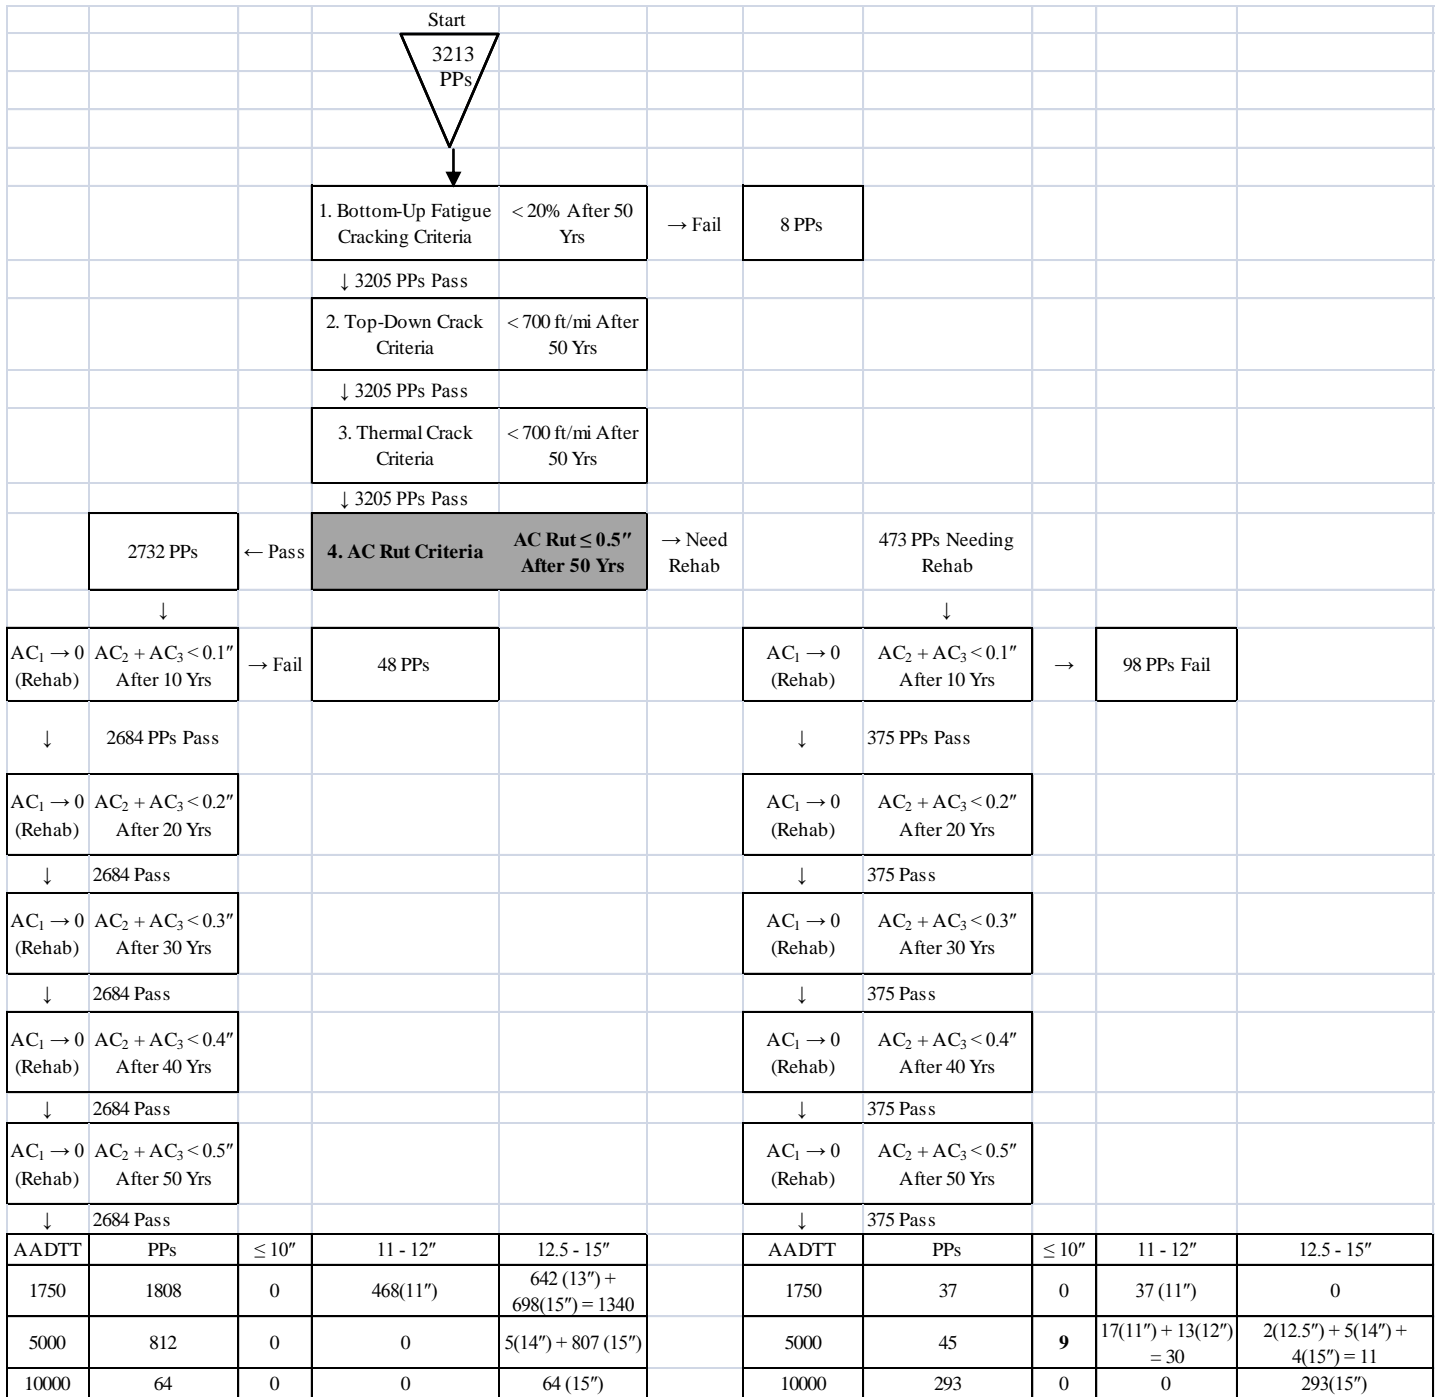 Start
3213
PPs
1. Bottom-Up Fatigue
Cracking Criteria
< 20% After 50
Yrs
→ Fail
8 PPs
↓ 3205 PPs Pass
2. Top-Down Crack
Criteria
< 700 ft/mi After
50 Yrs
↓ 3205 PPs Pass
3. Thermal Crack
Criteria
< 700 ft/mi After
50 Yrs
↓ 3205 PPs Pass
2732 PPs
← Pass
4. AC Rut Criteria
AC Rut ≤ 0.5″
After 50 Yrs
→ Need
Rehab
473 PPs Needing
Rehab
↓
↓
AC₁ → 0
(Rehab)
AC₂ + AC₃ < 0.1″
After 10 Yrs
→ Fail
48 PPs
AC₁ → 0
(Rehab)
AC₂ + AC₃ < 0.1″
After 10 Yrs
→
98 PPs Fail
↓ 2684 PPs Pass
↓ 375 PPs Pass
AC₁ → 0
(Rehab)
AC₂ + AC₃ < 0.2″
After 20 Yrs
AC₁ → 0
(Rehab)
AC₂ + AC₃ < 0.2″
After 20 Yrs
↓ 2684 Pass
↓ 375 Pass
AC₁ → 0
(Rehab)
AC₂ + AC₃ < 0.3″
After 30 Yrs
AC₁ → 0
(Rehab)
AC₂ + AC₃ < 0.3″
After 30 Yrs
↓ 2684 Pass
↓ 375 Pass
AC₁ → 0
(Rehab)
AC₂ + AC₃ < 0.4″
After 40 Yrs
AC₁ → 0
(Rehab)
AC₂ + AC₃ < 0.4″
After 40 Yrs
↓ 2684 Pass
↓ 375 Pass
AC₁ → 0
(Rehab)
AC₂ + AC₃ < 0.5″
After 50 Yrs
AC₁ → 0
(Rehab)
AC₂ + AC₃ < 0.5″
After 50 Yrs
↓ 2684 Pass
↓ 375 Pass
AADTT PPs ≤ 10″ 11 - 12″ 12.5 - 15″
1750 1808 0 468(11″) 642 (13″) +
698(15″) = 1340
5000 812 0 0 5(14″) + 807 (15″)
10000 64 0 0 64 (15″)
AADTT PPs ≤ 10″ 11 - 12″ 12.5 - 15″
1750 37 0 37 (11″) 0
5000 45 9 17(11″) + 13(12″)
= 30
2(12.5″) + 5(14″) +
4(15″) = 11
10000 293 0 0 293(15″)